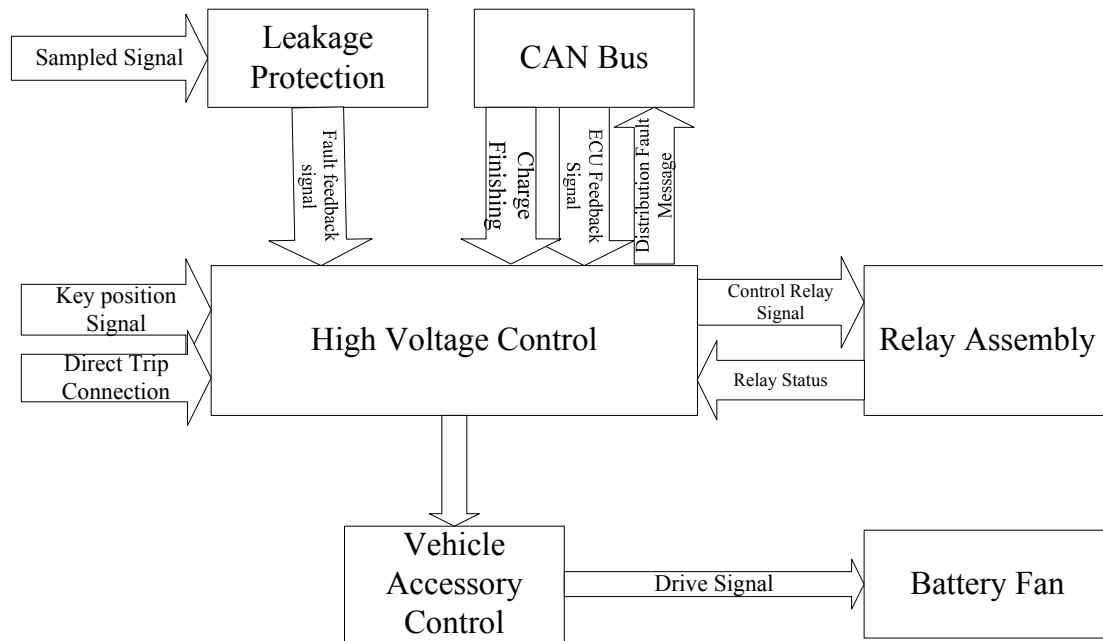 Sampled Signal
Leakage
Protection
CAN Bus
Fault feedback
signal
Charge
Finishing
ECU Feedback
Signal
Distribution Fault
Message
Key position
Signal
Direct Trip
Connection
High Voltage Control
Control Relay
Signal
Relay Status
Relay Assembly
Vehicle
Accessory
Control
Drive Signal
Battery Fan